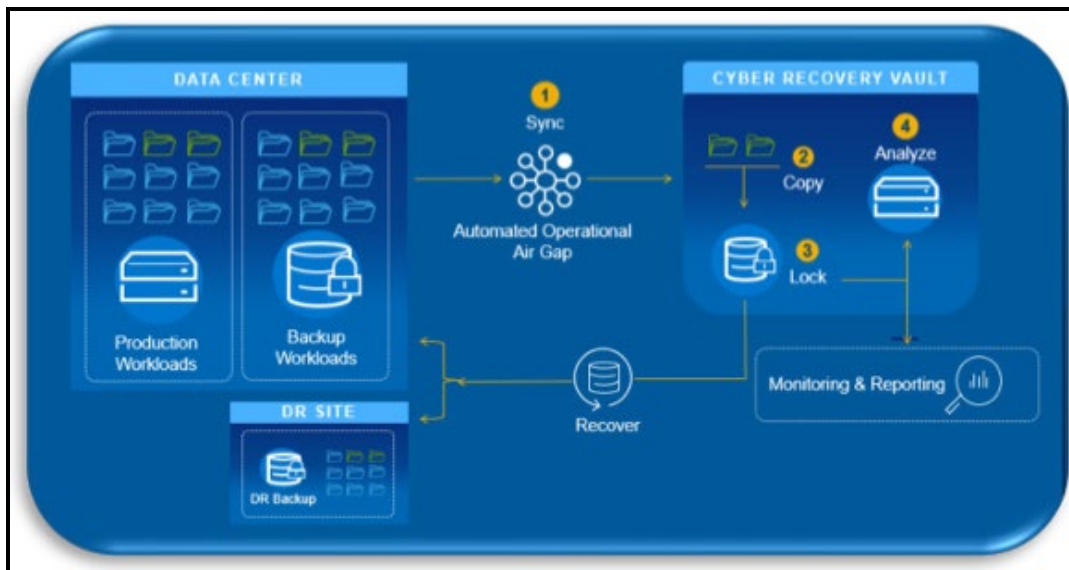 DATA CENTER
Production
Workloads
Backup
Workloads
1
Sync
Automated Operational
Air Gap
CYBER RECOVERY VAULT
2
Copy
3
Lock
4
Analyze
Monitoring & Reporting
Recover
DR SITE
DR Backup